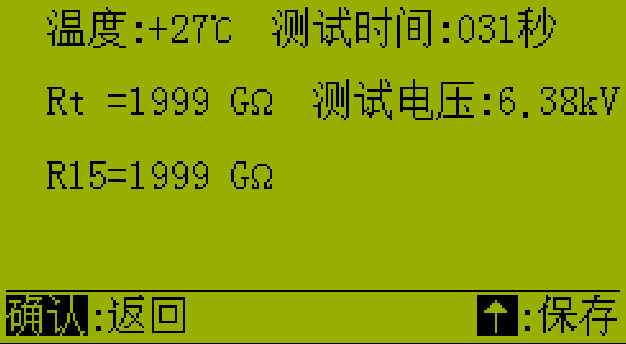 温度:+27℃ 测试时间:031秒
Rt =1999 GΩ 测试电压:6.38kV
R15=1999 GΩ
确认:返回 ↑:保存